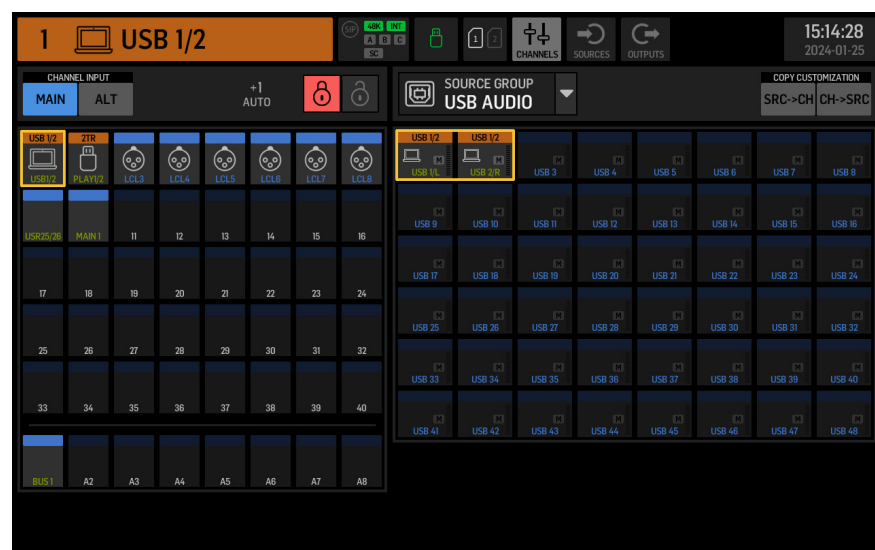 1 USB 1/2
SIP 48K INT
A B C
SC
1 2
CHANNELS SOURCES OUTPUTS
15:14:28
2024-01-25
CHANNEL INPUT
MAIN ALT
+1
AUTO
SOURCE GROUP
USB AUDIO
COPY CUSTOMIZATION
SRC->CH CH->SRC
USB 1/2 2TR
USB1/2 PLAY1/2 LCL3 LCL4 LCL5 LCL6 LCL7 LCL8
USR25/26 MAIN 1 11 12 13 14 15 16
17 18 19 20 21 22 23 24
25 26 27 28 29 30 31 32
33 34 35 36 37 38 39 40
BUS 1 A2 A3 A4 A5 A6 A7 A8
USB 1/2 USB 1/2
M M M M M M M M
USB 1/L USB 2/R USB 3 USB 4 USB 5 USB 6 USB 7 USB 8
M M M M M M M M
USB 9 USB 10 USB 11 USB 12 USB 13 USB 14 USB 15 USB 16
M M M M M M M M
USB 17 USB 18 USB 19 USB 20 USB 21 USB 22 USB 23 USB 24
M M M M M M M M
USB 25 USB 26 USB 27 USB 28 USB 29 USB 30 USB 31 USB 32
M M M M M M M M
USB 33 USB 34 USB 35 USB 36 USB 37 USB 38 USB 39 USB 40
M M M M M M M M
USB 41 USB 42 USB 43 USB 44 USB 45 USB 46 USB 47 USB 48